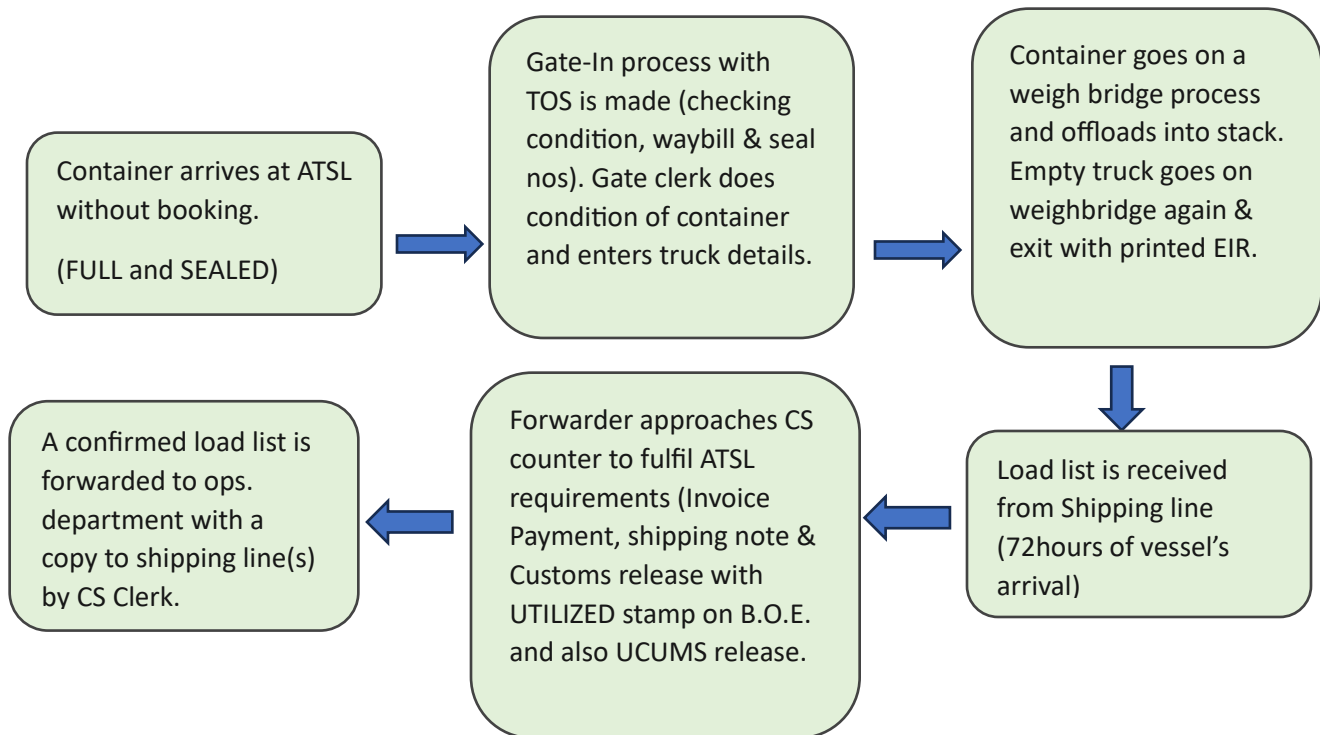 Container arrives at ATSL
without booking.
(FULL and SEALED)
Gate-In process with
TOS is made (checking
condition, waybill & seal
nos). Gate clerk does
condition of container
and enters truck details.
Container goes on a
weigh bridge process
and offloads into stack.
Empty truck goes on
weighbridge again &
exit with printed EIR.
Load list is received
from Shipping line
(72hours of vessel’s
arrival)
Forwarder approaches CS
counter to fulfil ATSL
requirements (Invoice
Payment, shipping note &
Customs release with
UTILIZED stamp on B.O.E.
and also UCUMS release.
A confirmed load list is
forwarded to ops.
department with a
copy to shipping line(s)
by CS Clerk.